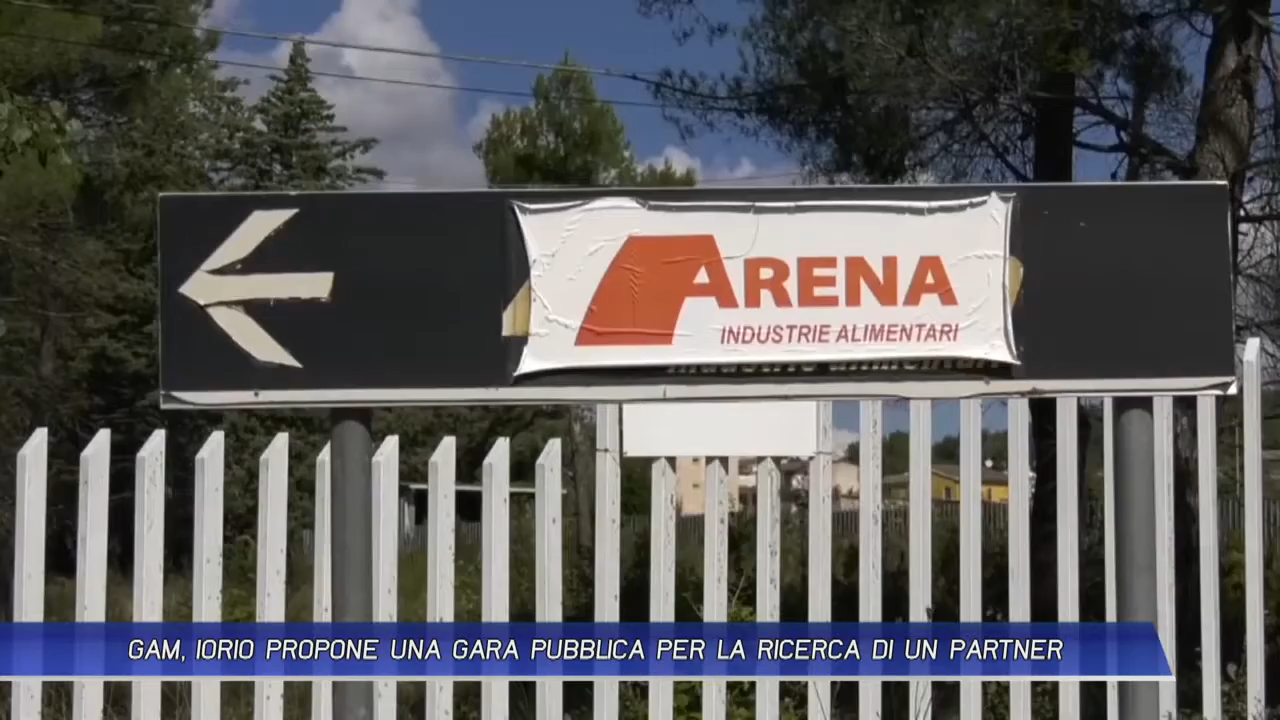 ARENA
INDUSTRIE ALIMENTARI
GAM, IORIO PROPONE UNA GARA PUBBLICA PER LA RICERCA DI UN PARTNER